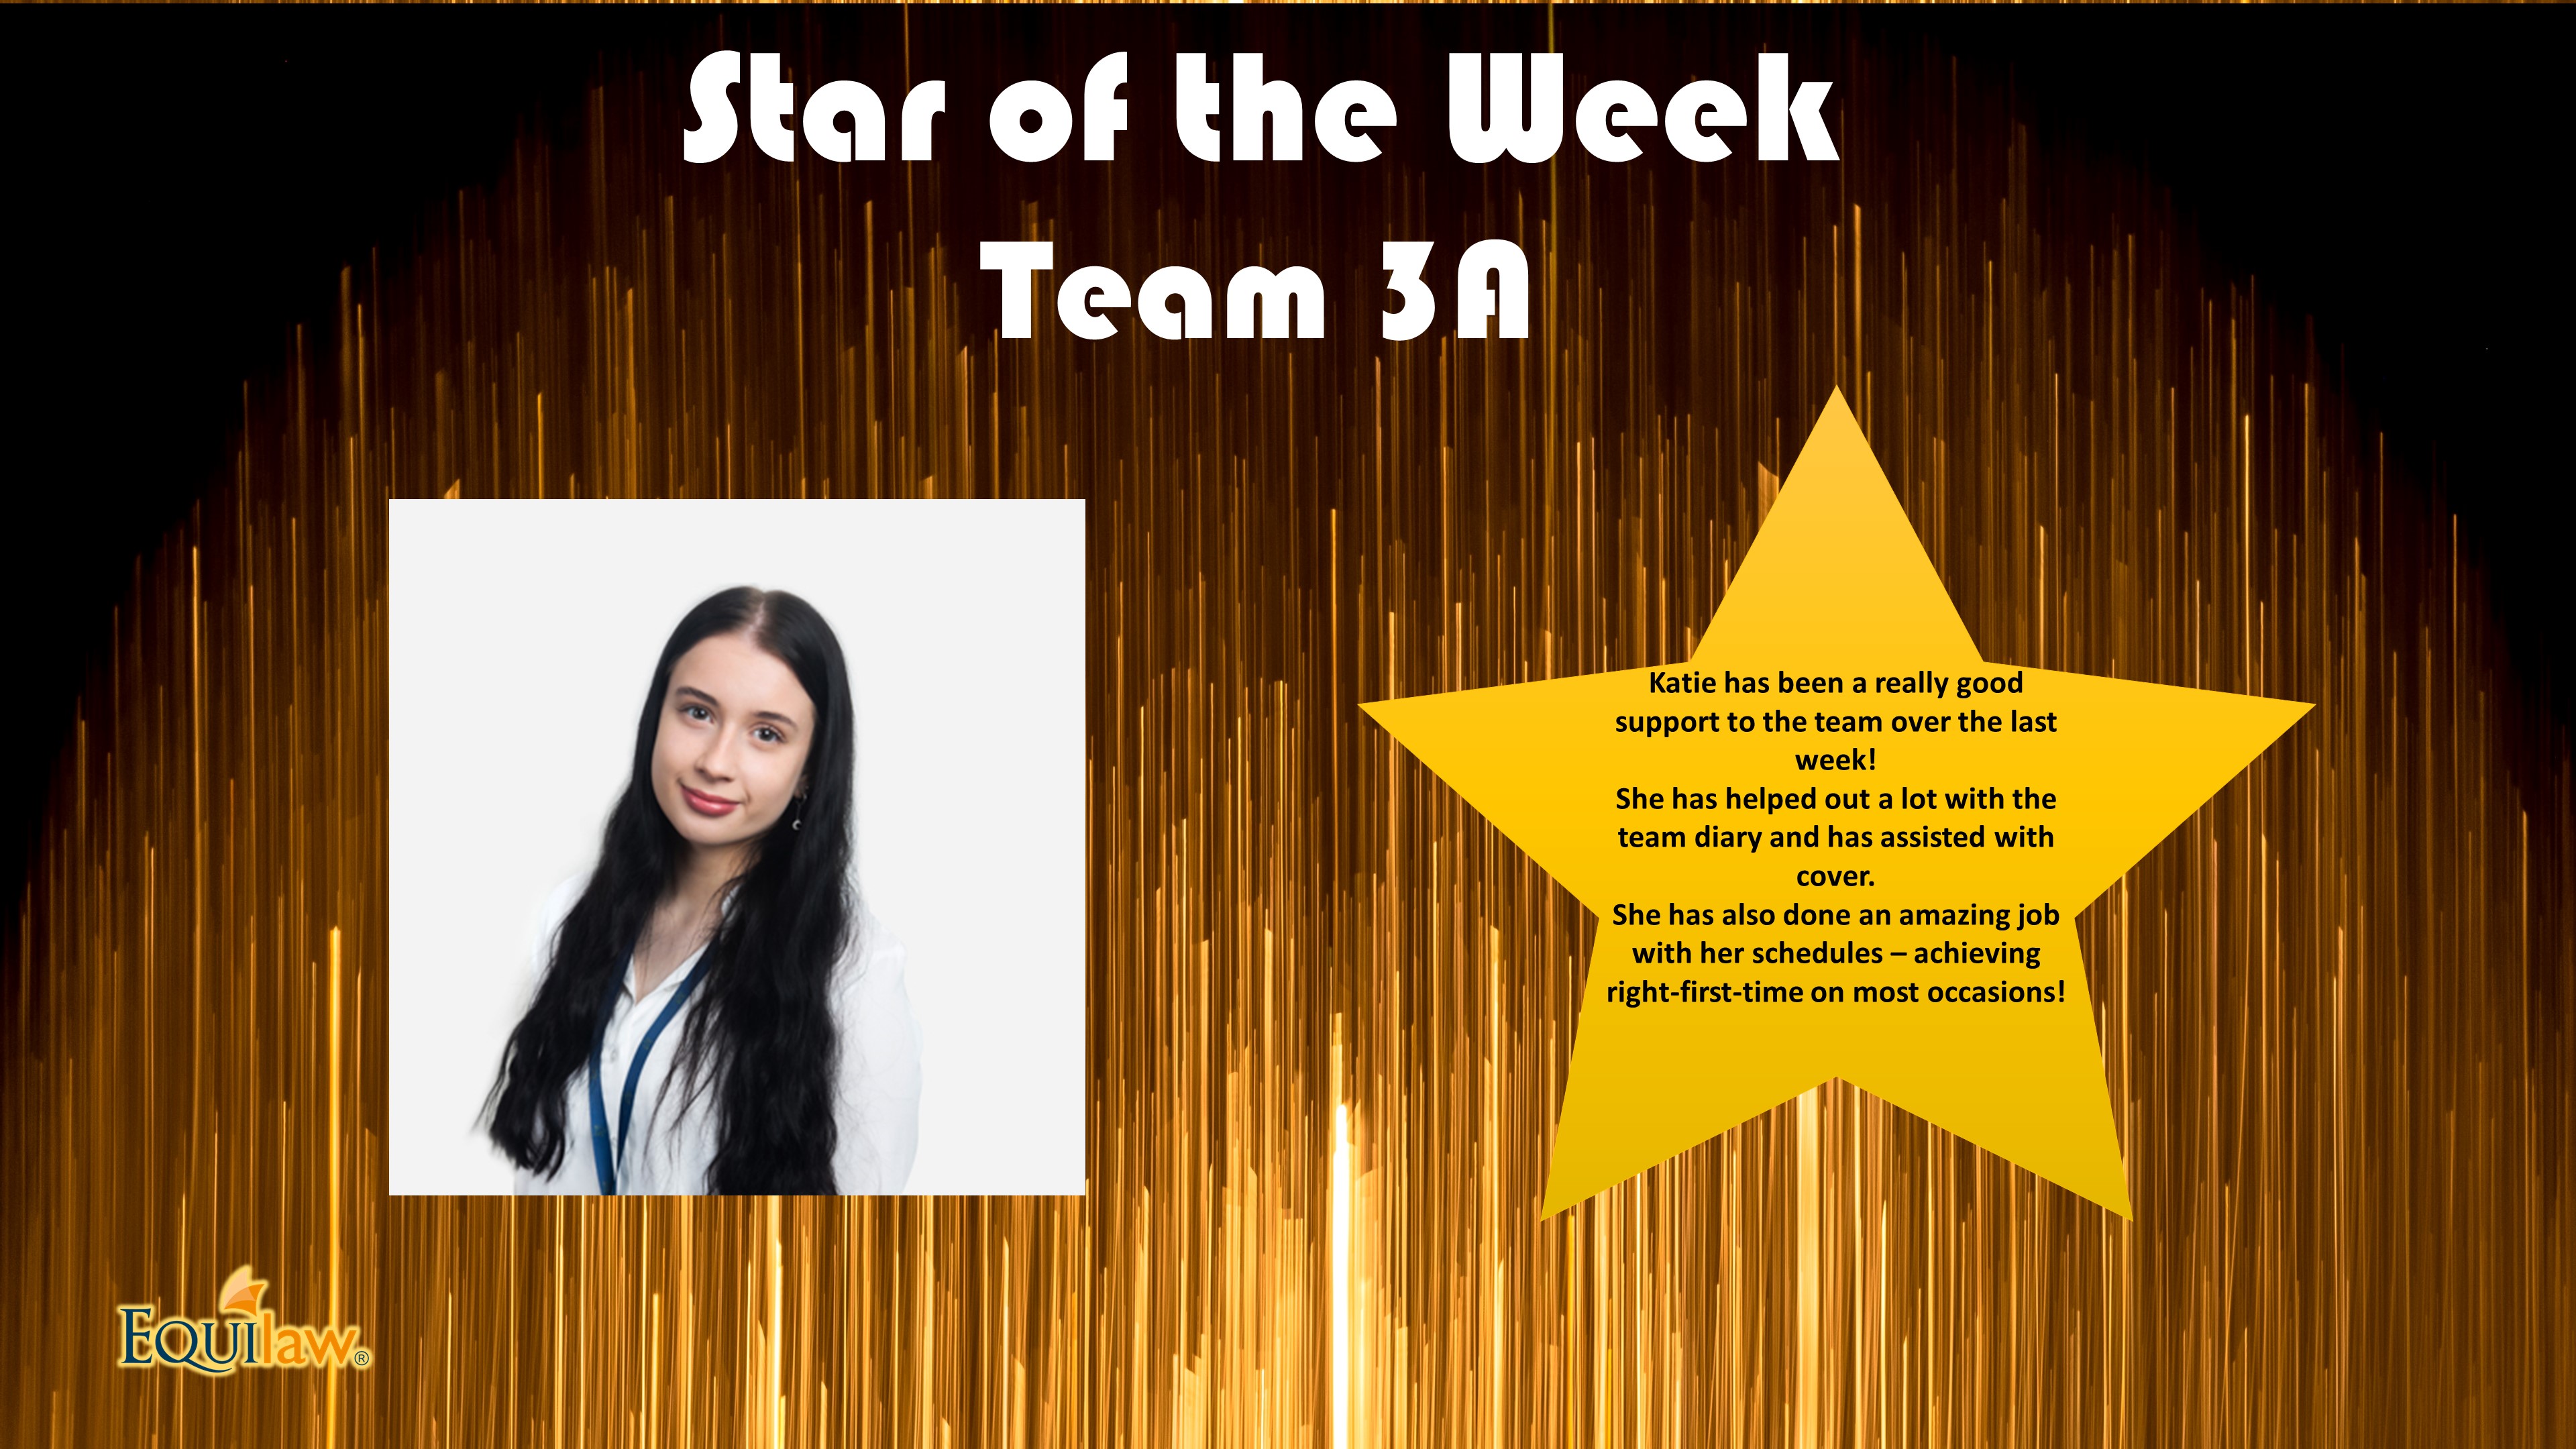 Star of the Week
Team 3A
Katie has been a really good
support to the team over the last
week!
She has helped out a lot with the
team diary and has assisted with
cover.
She has also done an amazing job
with her schedules – achieving
right-first-time on most occasions!
EQUIlaw®